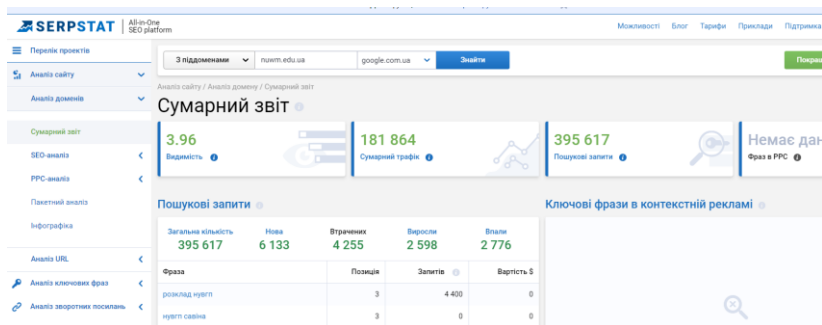 SERPSTAT All-in-One SEO platform
Можливості Блог Тарифи Приклади Підтримка
Перелік проектів
З піддоменами nuwm.edu.ua google.com.ua Знайти
Аналіз сайту
Аналіз сайту / Аналіз домену / Сумарний звіт
Аналіз доменів
Сумарний звіт
Сумарний звіт
SEO-аналіз
PPC-аналіз
Пакетний аналіз
Інфографіка
Аналіз URL
Аналіз ключових фраз
Аналіз зворотних посилань
3.96
Видимість
181 864
Сумарний трафік
395 617
Пошукові запити
Немає
Фраз в PPC
Пошукові запити
Ключові фрази в контекстній рекламі
Загальна кількість Нова Втрачених Виросли Впали
395 617 6 133 4 255 2 598 2 776
Фраза Позиція Запитів Вартість $
розклад нувгп 3 4 400 0
нувгп савіна 3 0 0